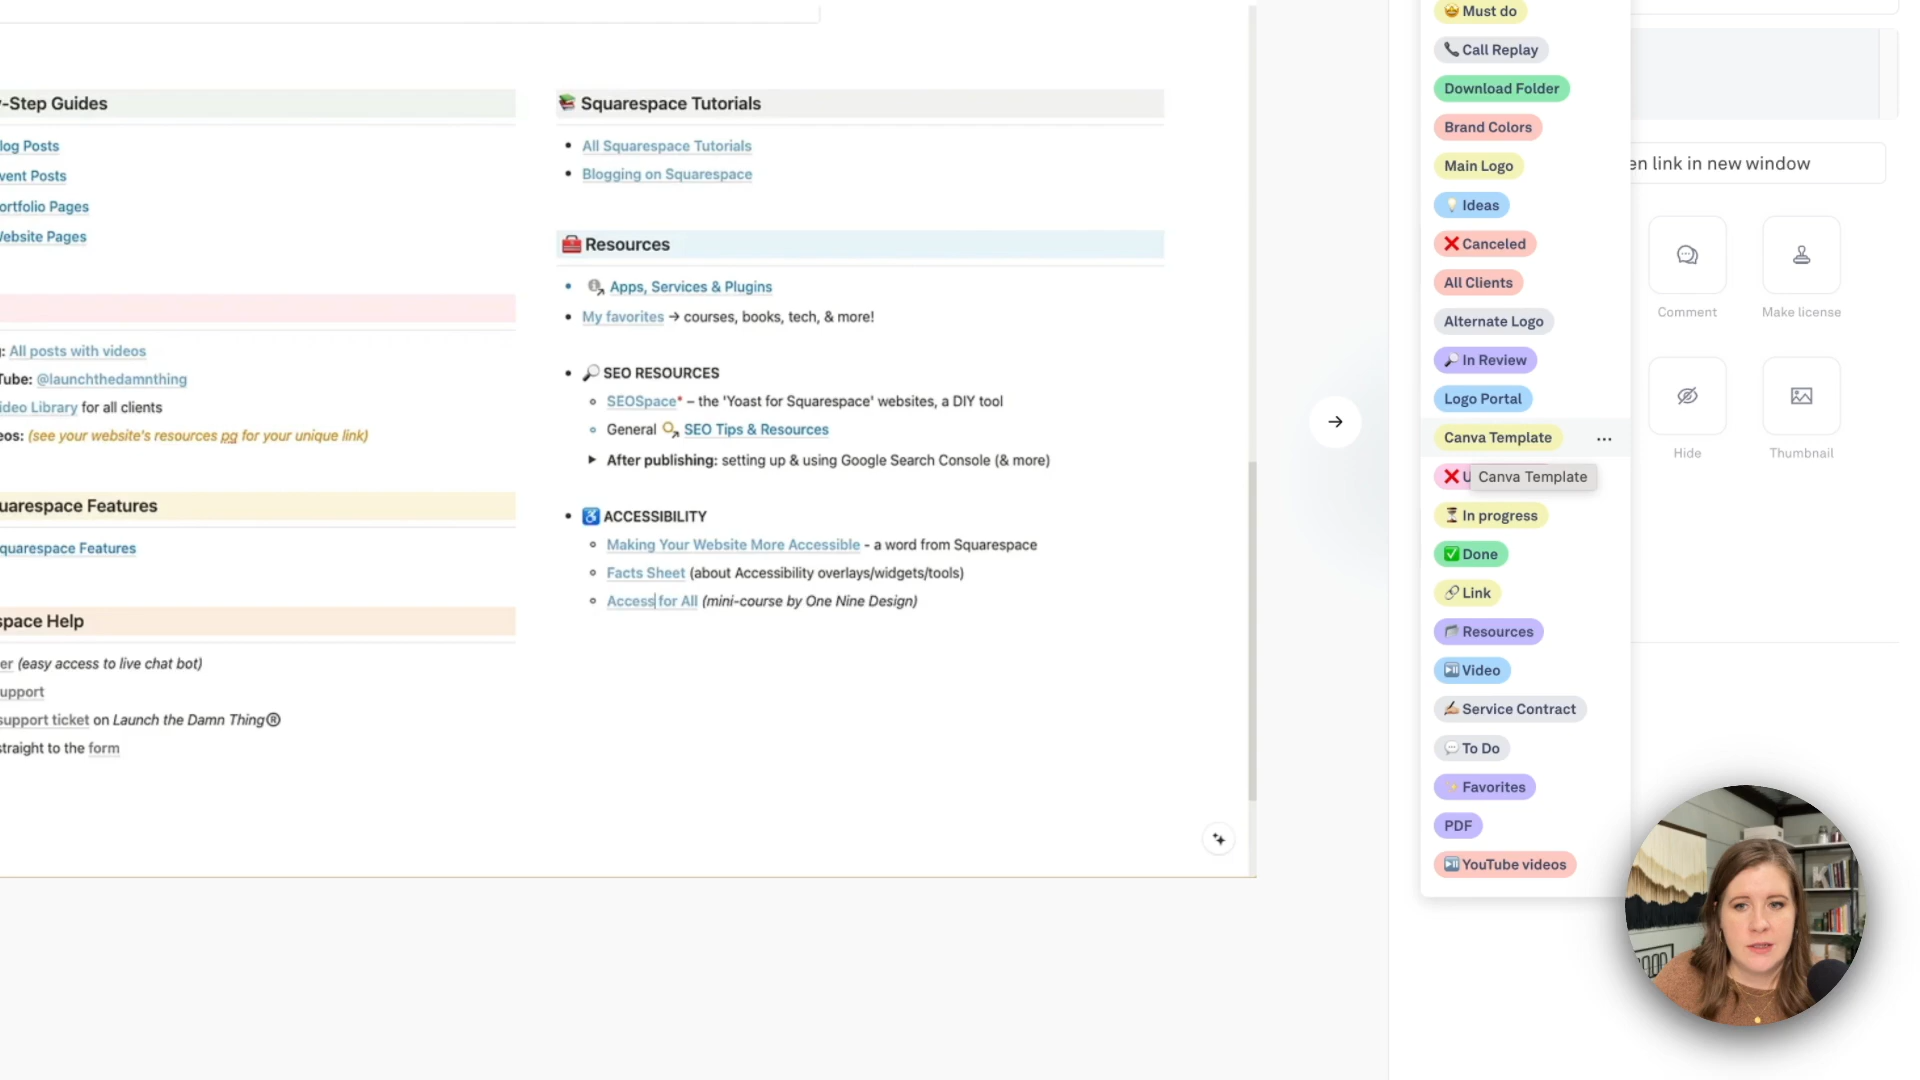 -Step Guides
log Posts
vent Posts
ortfolio Pages
Website Pages
: All posts with videos
Tube: @launchthedamnthing
ideo Library for all clients
eos: (see your website's resources pg for your unique link)
uarespace Features
quarespace Features
space Help
er (easy access to live chat bot)
upport
support ticket on Launch the Damn Thing®
traight to the form
Squarespace Tutorials
All Squarespace Tutorials
Blogging on Squarespace
Resources
Apps, Services & Plugins
My favorites → courses, books, tech, & more!
SEO RESOURCES
SEOSpace* – the 'Yoast for Squarespace' websites, a DIY tool
General SEO Tips & Resources
After publishing: setting up & using Google Search Console (& more)
ACCESSIBILITY
Making Your Website More Accessible - a word from Squarespace
Facts Sheet (about Accessibility overlays/widgets/tools)
Access for All (mini-course by One Nine Design)
Must do
Call Replay
Download Folder
Brand Colors
Main Logo
Ideas
Canceled
All Clients
Alternate Logo
In Review
Logo Portal
Canva Template
U
Canva Template
In progress
Done
Link
Resources
Video
Service Contract
To Do
Favorites
PDF
YouTube videos
en link in new window
Comment
Make license
Hide
Thumbnail